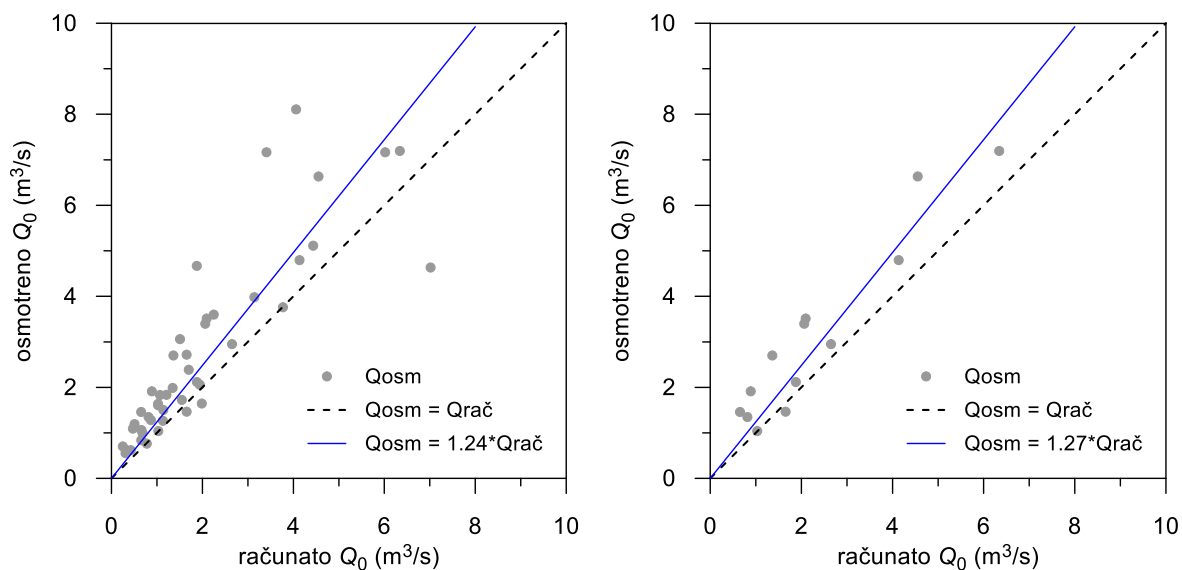 10
8
6
4
2
0
osmotreno Q₀ (m³/s)
Qosm
Qosm = Qrač
Qosm = 1.24*Qrač
0 2 4 6 8 10
računato Q₀ (m³/s)
10
8
6
4
2
0
osmotreno Q₀ (m³/s)
Qosm
Qosm = Qrač
Qosm = 1.27*Qrač
0 2 4 6 8 10
računato Q₀ (m³/s)